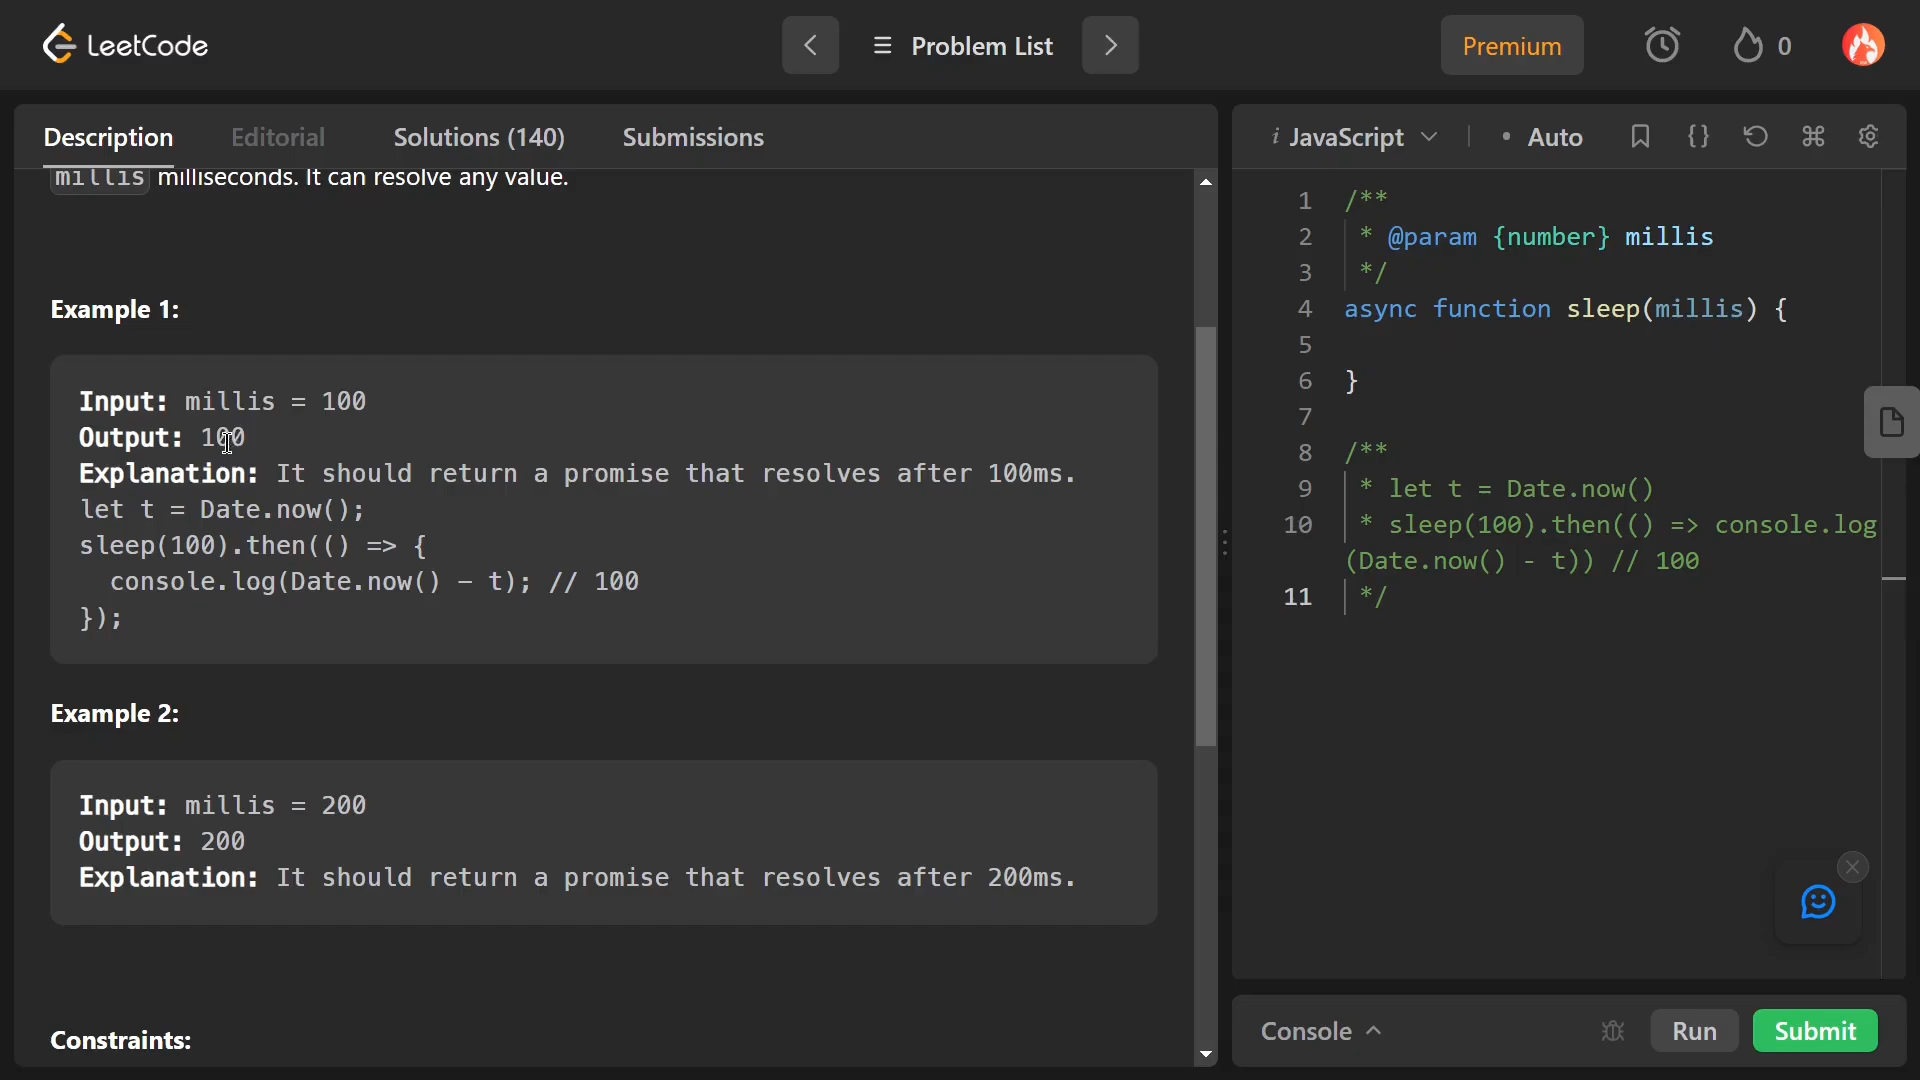 LeetCode
Problem List
Premium
0
Description
Editorial
Solutions (140)
Submissions
millis milliseconds. It can resolve any value.
Example 1:
Input: millis = 100
Output: 100
Explanation: It should return a promise that resolves after 100ms.
let t = Date.now();
sleep(100).then(() => {
  console.log(Date.now() - t); // 100
});
Example 2:
Input: millis = 200
Output: 200
Explanation: It should return a promise that resolves after 200ms.
Constraints:
i JavaScript
• Auto
{}
1 /**
2  * @param {number} millis
3  */
4 async function sleep(millis) {
5
6 }
7
8 /**
9  * let t = Date.now()
10  * sleep(100).then(() => console.log
(Date.now() - t)) // 100
11  */
Console
Run
Submit